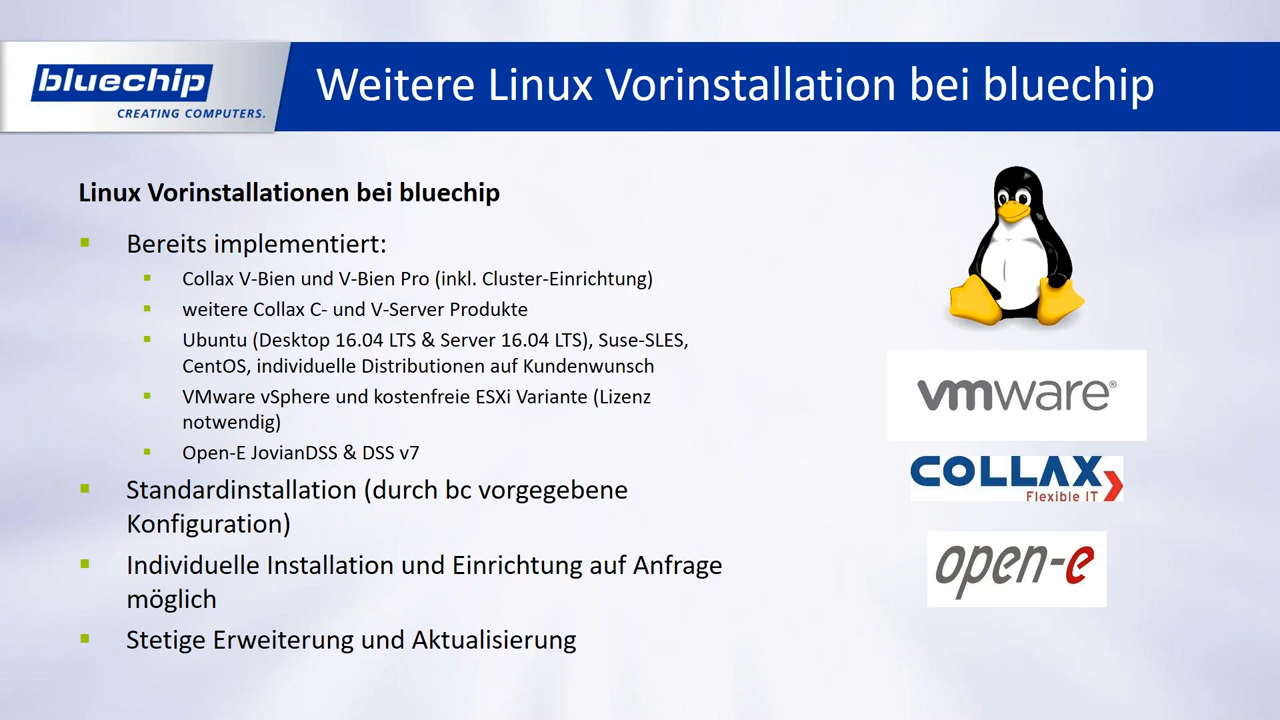 bluechip
CREATING COMPUTERS.
Weitere Linux Vorinstallation bei bluechip
Linux Vorinstallationen bei bluechip
Bereits implementiert:
Collax V-Bien und V-Bien Pro (inkl. Cluster-Einrichtung)
weitere Collax C- und V-Server Produkte
Ubuntu (Desktop 16.04 LTS & Server 16.04 LTS), Suse-SLES,
CentOS, individuelle Distributionen auf Kundenwunsch
VMware vSphere und kostenfreie ESXi Variante (Lizenz
notwendig)
Open-E JovianDSS & DSS v7
Standardinstallation (durch bc vorgegebene
Konfiguration)
Individuelle Installation und Einrichtung auf Anfrage
möglich
Stetige Erweiterung und Aktualisierung
vmware®
COLLAX
Flexible IT
open-e